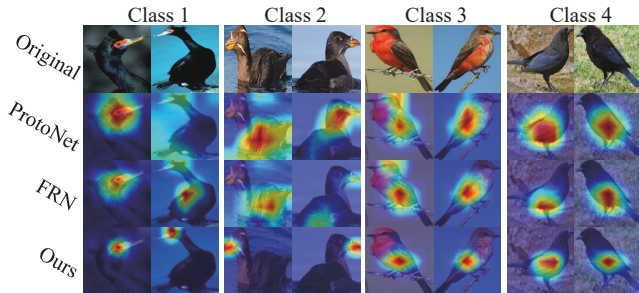 Class 1 Class 2 Class 3 Class 4
Original
ProtoNet
FRN
Ours